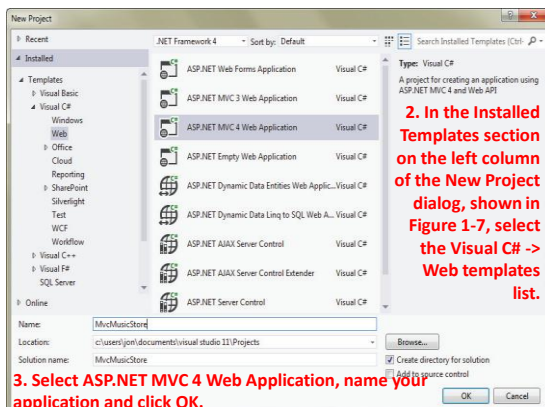 New Project
Recent
.NET Framework 4
Sort by: Default
Search Installed Templates (Ctrl-
Installed
Templates
Visual Basic
Visual C#
Windows
Web
Office
Cloud
Reporting
SharePoint
Silverlight
Test
WCF
Workflow
Visual C++
Visual F#
SQL Server
Online
ASP.NET Web Forms Application Visual C#
ASP.NET MVC 3 Web Application Visual C#
ASP.NET MVC 4 Web Application Visual C#
ASP.NET Empty Web Application Visual C#
ASP.NET Dynamic Data Entities Web Applic... Visual C#
ASP.NET Dynamic Data Linq to SQL Web A... Visual C#
ASP.NET AJAX Server Control Visual C#
ASP.NET AJAX Server Control Extender Visual C#
ASP.NET Server Control Visual C#
Type: Visual C#
A project for creating an application using
ASP.NET MVC 4 and Web API
2. In the Installed
Templates section
on the left column
of the New Project
dialog, shown in
Figure 1-7, select
the Visual C# ->
Web templates
list.
Name: MvcMusicStore
Location: c:\users\jon\documents\visual studio 11\Projects
Browse...
Solution name: MvcMusicStore
Create directory for solution
Add to source control
3. Select ASP.NET MVC 4 Web Application, name your
application and click OK.
OK
Cancel